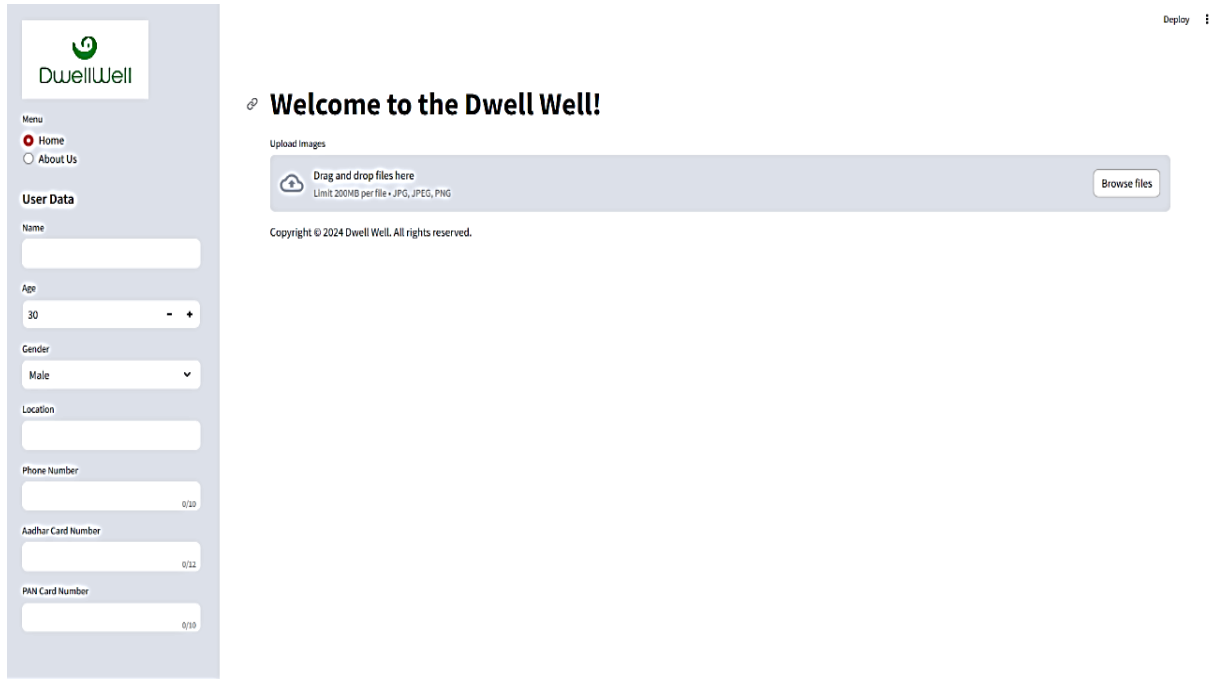 DwellWell
Menu
Home
About Us
User Data
Name
Age
30
- +
Gender
Male
Location
Phone Number
0/10
Aadhar Card Number
0/12
PAN Card Number
0/10
Deploy
Welcome to the Dwell Well!
Upload Images
Drag and drop files here
Limit 200MB per file • JPG, JPEG, PNG
Browse files
Copyright © 2024 Dwell Well. All rights reserved.